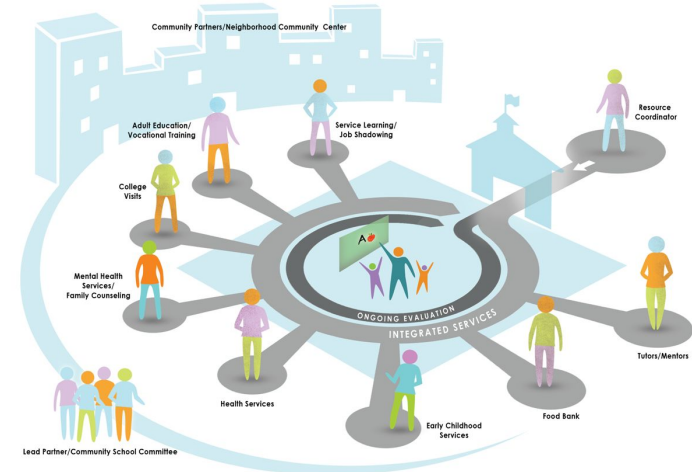 Community Partners/Neighborhood Community Center
Resource
Coordinator
Adult Education/
Vocational Training
Service Learning/
Job Shadowing
College
Visits
A
Mental Health
Services/
Family Counseling
ONGOING EVALUATION
INTEGRATED SERVICES
Tutors/Mentors
Health Services
Food Bank
Early Childhood
Services
Lead Partner/Community School Committee